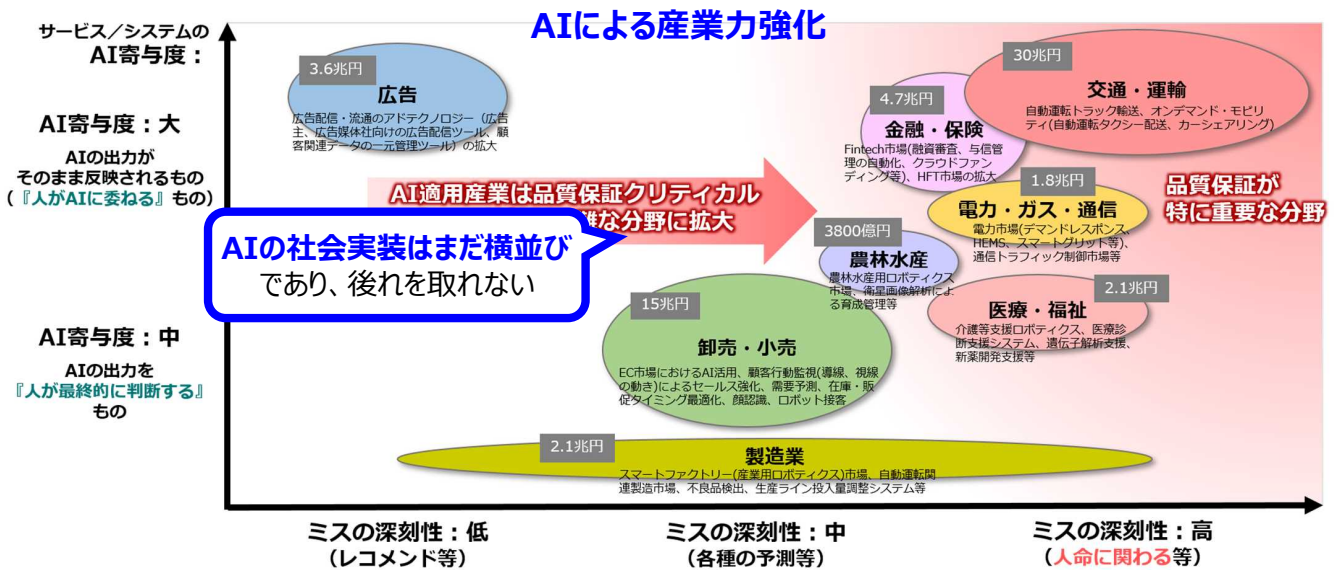 AIによる産業力強化
サービス／システムの
AI寄与度：
AI寄与度：大
AIの出力が
そのまま反映されるもの
（『人がAIに委ねる』もの）
AI寄与度：中
AIの出力を
『人が最終的に判断する』
もの
3.6兆円
広告
広告配信・流通のアドテクノロジー（広告
主、広告媒体社向けの広告配信ツール、顧
客関連データの一元管理ツール）の拡大
AI適用産業は品質保証クリティカル
難な分野に拡大
AIの社会実装はまだ横並び
であり、後れを取れない
4.7兆円
金融・保険
Fintech市場(融資審査、与信管
理の自動化、クラウドファン
ディング等)、HFT市場の拡大
30兆円
交通・運輸
自動運転トラック輸送、オンデマンド・モビリ
ティ(自動運転タクシー配送、カーシェアリング)
1.8兆円
電力・ガス・通信
電力市場(デマンドレスポンス、
HEMS、スマートグリット等)、
通信トラフィック制御市場等
品質保証が
特に重要な分野
3800億円
農林水産
農林水産用ロボティクス
市場、衛星画像解析によ
る育成管理等
2.1兆円
医療・福祉
介護等支援ロボティクス、医療診
断支援システム、遺伝子解析支援、
新薬開発支援等
15兆円
卸売・小売
EC市場におけるAI活用、顧客行動監視(導線、視線
の動き)によるセールス強化、需要予測、在庫・販
促タイミング最適化、顔認識、ロボット接客
2.1兆円
製造業
スマートファクトリー(産業用ロボティクス)市場、自動運転関
連製造市場、不良品検出、生産ライン投入量調整システム等
ミスの深刻性：低
（レコメンド等）
ミスの深刻性：中
（各種の予測等）
ミスの深刻性：高
（人命に関わる等）